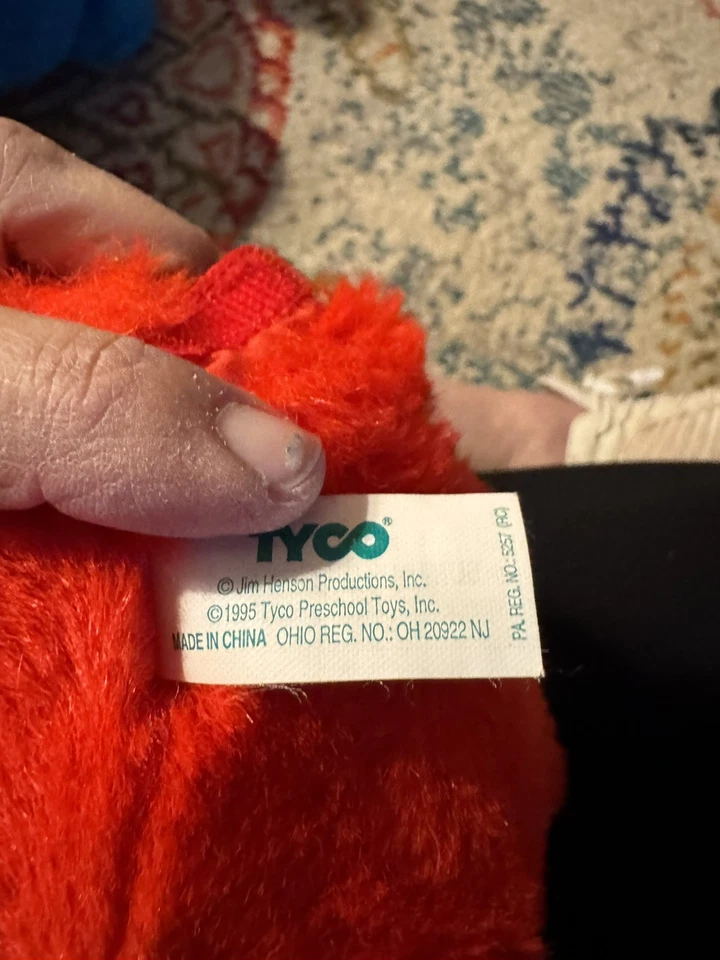 TYCO®
© Jim Henson Productions, Inc.
©1995 Tyco Preschool Toys, Inc.
MADE IN CHINA OHIO REG. NO.: OH 20922 NJ
PA. REG. NO.: 5257 (RC)